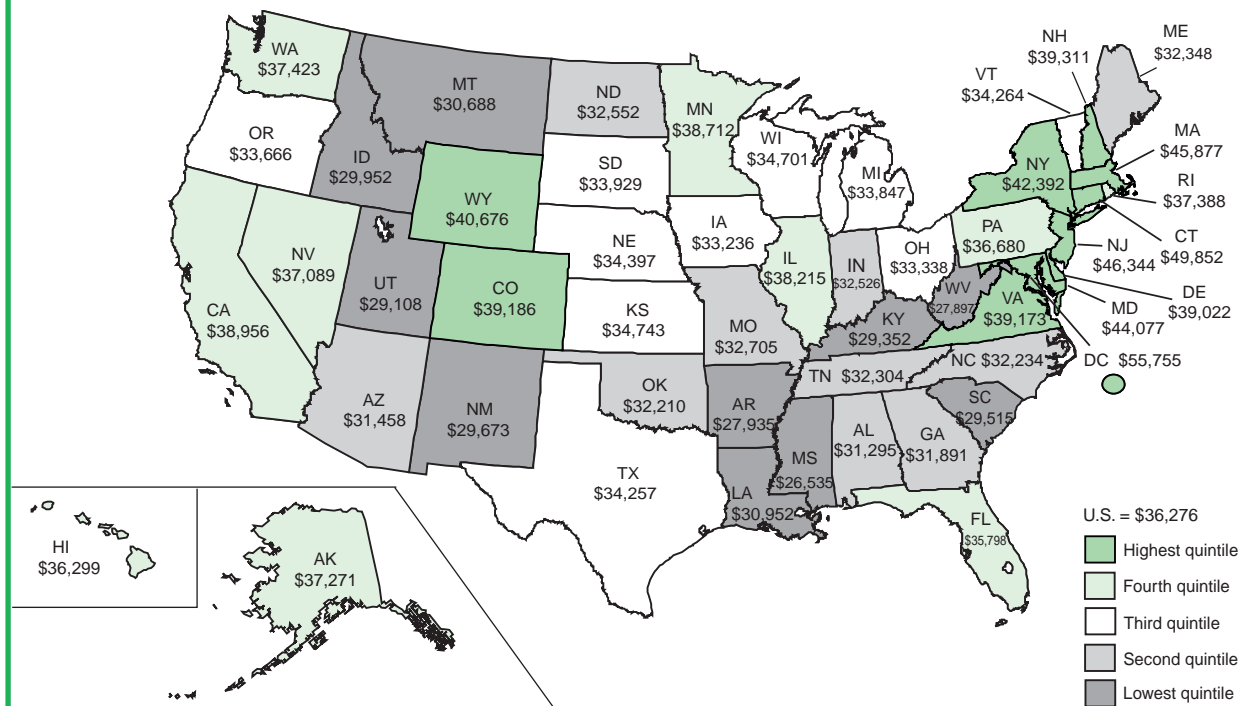 WA
$37,423
MT
$30,688
ND
$32,552
MN
$38,712
NH
$39,311
ME
$32,348
VT
$34,264
OR
$33,666
ID
$29,952
SD
$33,929
WI
$34,701
MI
$33,847
NY
$42,392
MA
$45,877
RI
$37,388
WY
$40,676
IA
$33,236
NE
$34,397
PA
$36,680
CT
$49,852
NJ
$46,344
NV
$37,089
UT
$29,108
CO
$39,186
IL
$38,215
IN
$32,526
OH
$33,338
WV
$27,897
VA
$39,173
DE
$39,022
MD
$44,077
CA
$38,956
KS
$34,743
MO
$32,705
KY
$29,352
DC $55,755
NC $32,234
TN $32,304
AZ
$31,458
NM
$29,673
OK
$32,210
AR
$27,935
SC
$29,515
MS
$26,535
AL
$31,295
GA
$31,891
TX
$34,257
LA
$30,952
FL
$35,798
HI
$36,299
AK
$37,271
U.S. = $36,276
Highest quintile
Fourth quintile
Third quintile
Second quintile
Lowest quintile